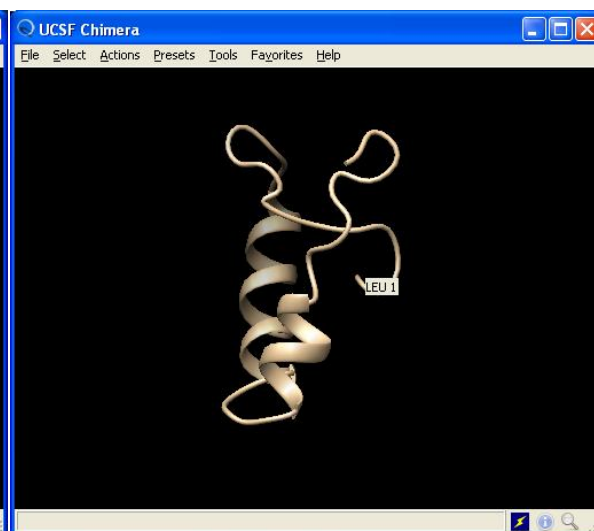 UCSF Chimera
File Select Actions Presets Tools Favorites Help
LEU 1